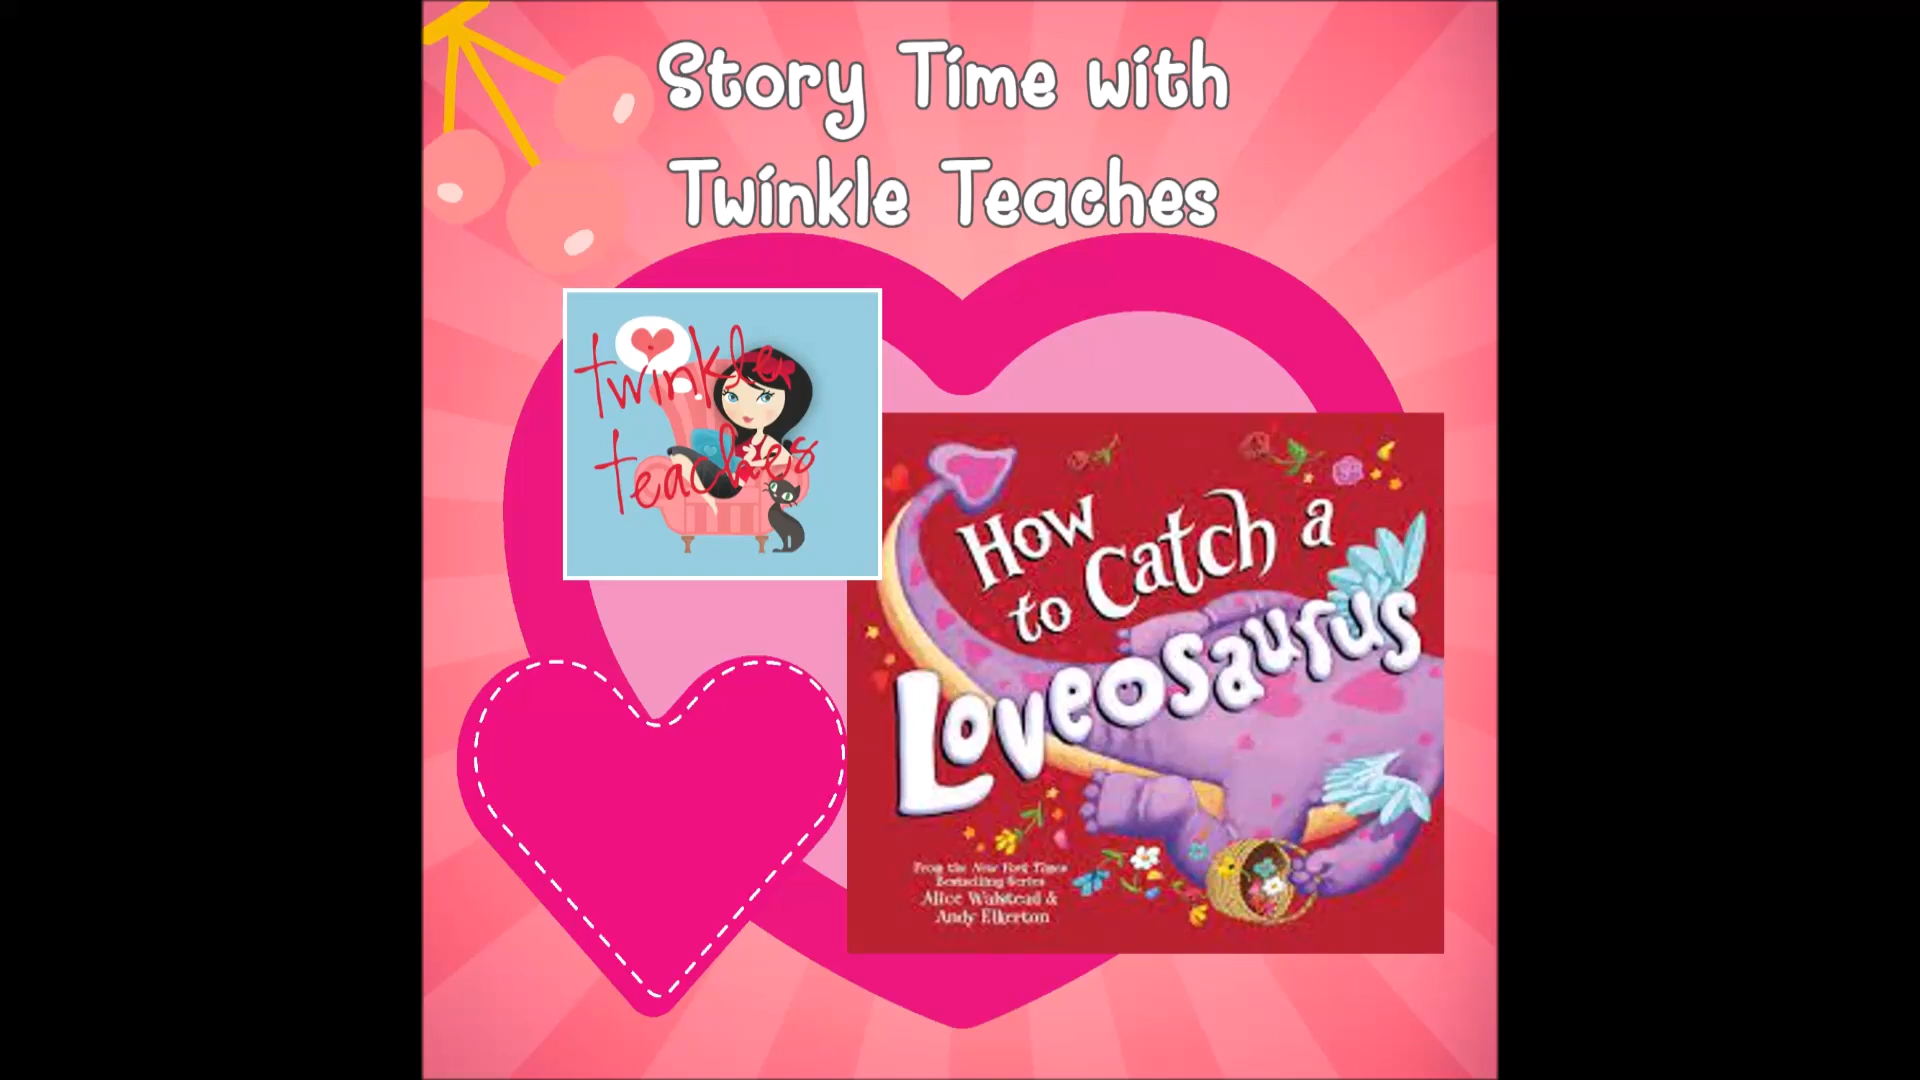 Story Time with
Twinkle Teaches
twinkle
teaches
How
to Catch a
Loveosaurus
From the New York Times
Bestselling Series
Alice Walstead &
Andy Elkerton